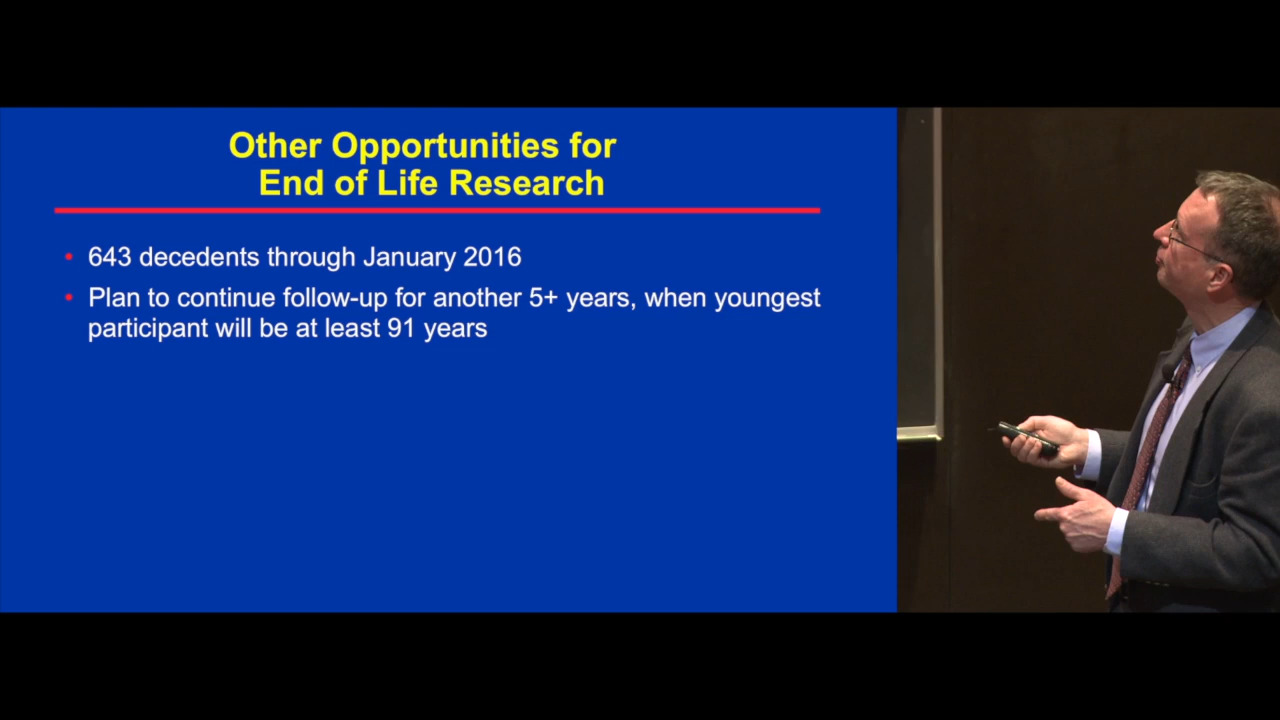 Other Opportunities for
End of Life Research
• 643 decedents through January 2016
• Plan to continue follow-up for another 5+ years, when youngest
participant will be at least 91 years